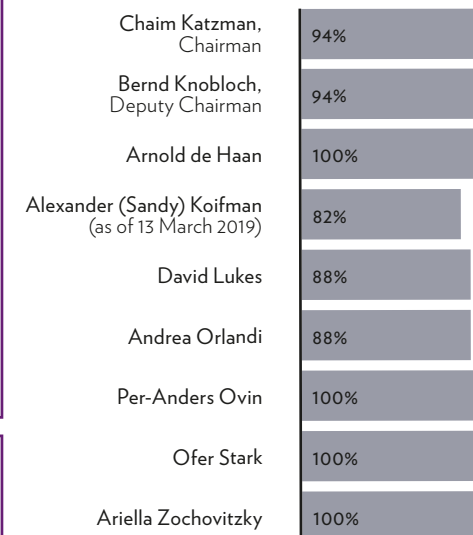 Chaim Katzman,
Chairman
94%
Bernd Knobloch,
Deputy Chairman
94%
Arnold de Haan
100%
Alexander (Sandy) Koifman
(as of 13 March 2019)
82%
David Lukes
88%
Andrea Orlandi
88%
Per-Anders Ovin
100%
Ofer Stark
100%
Ariella Zochovitzky
100%